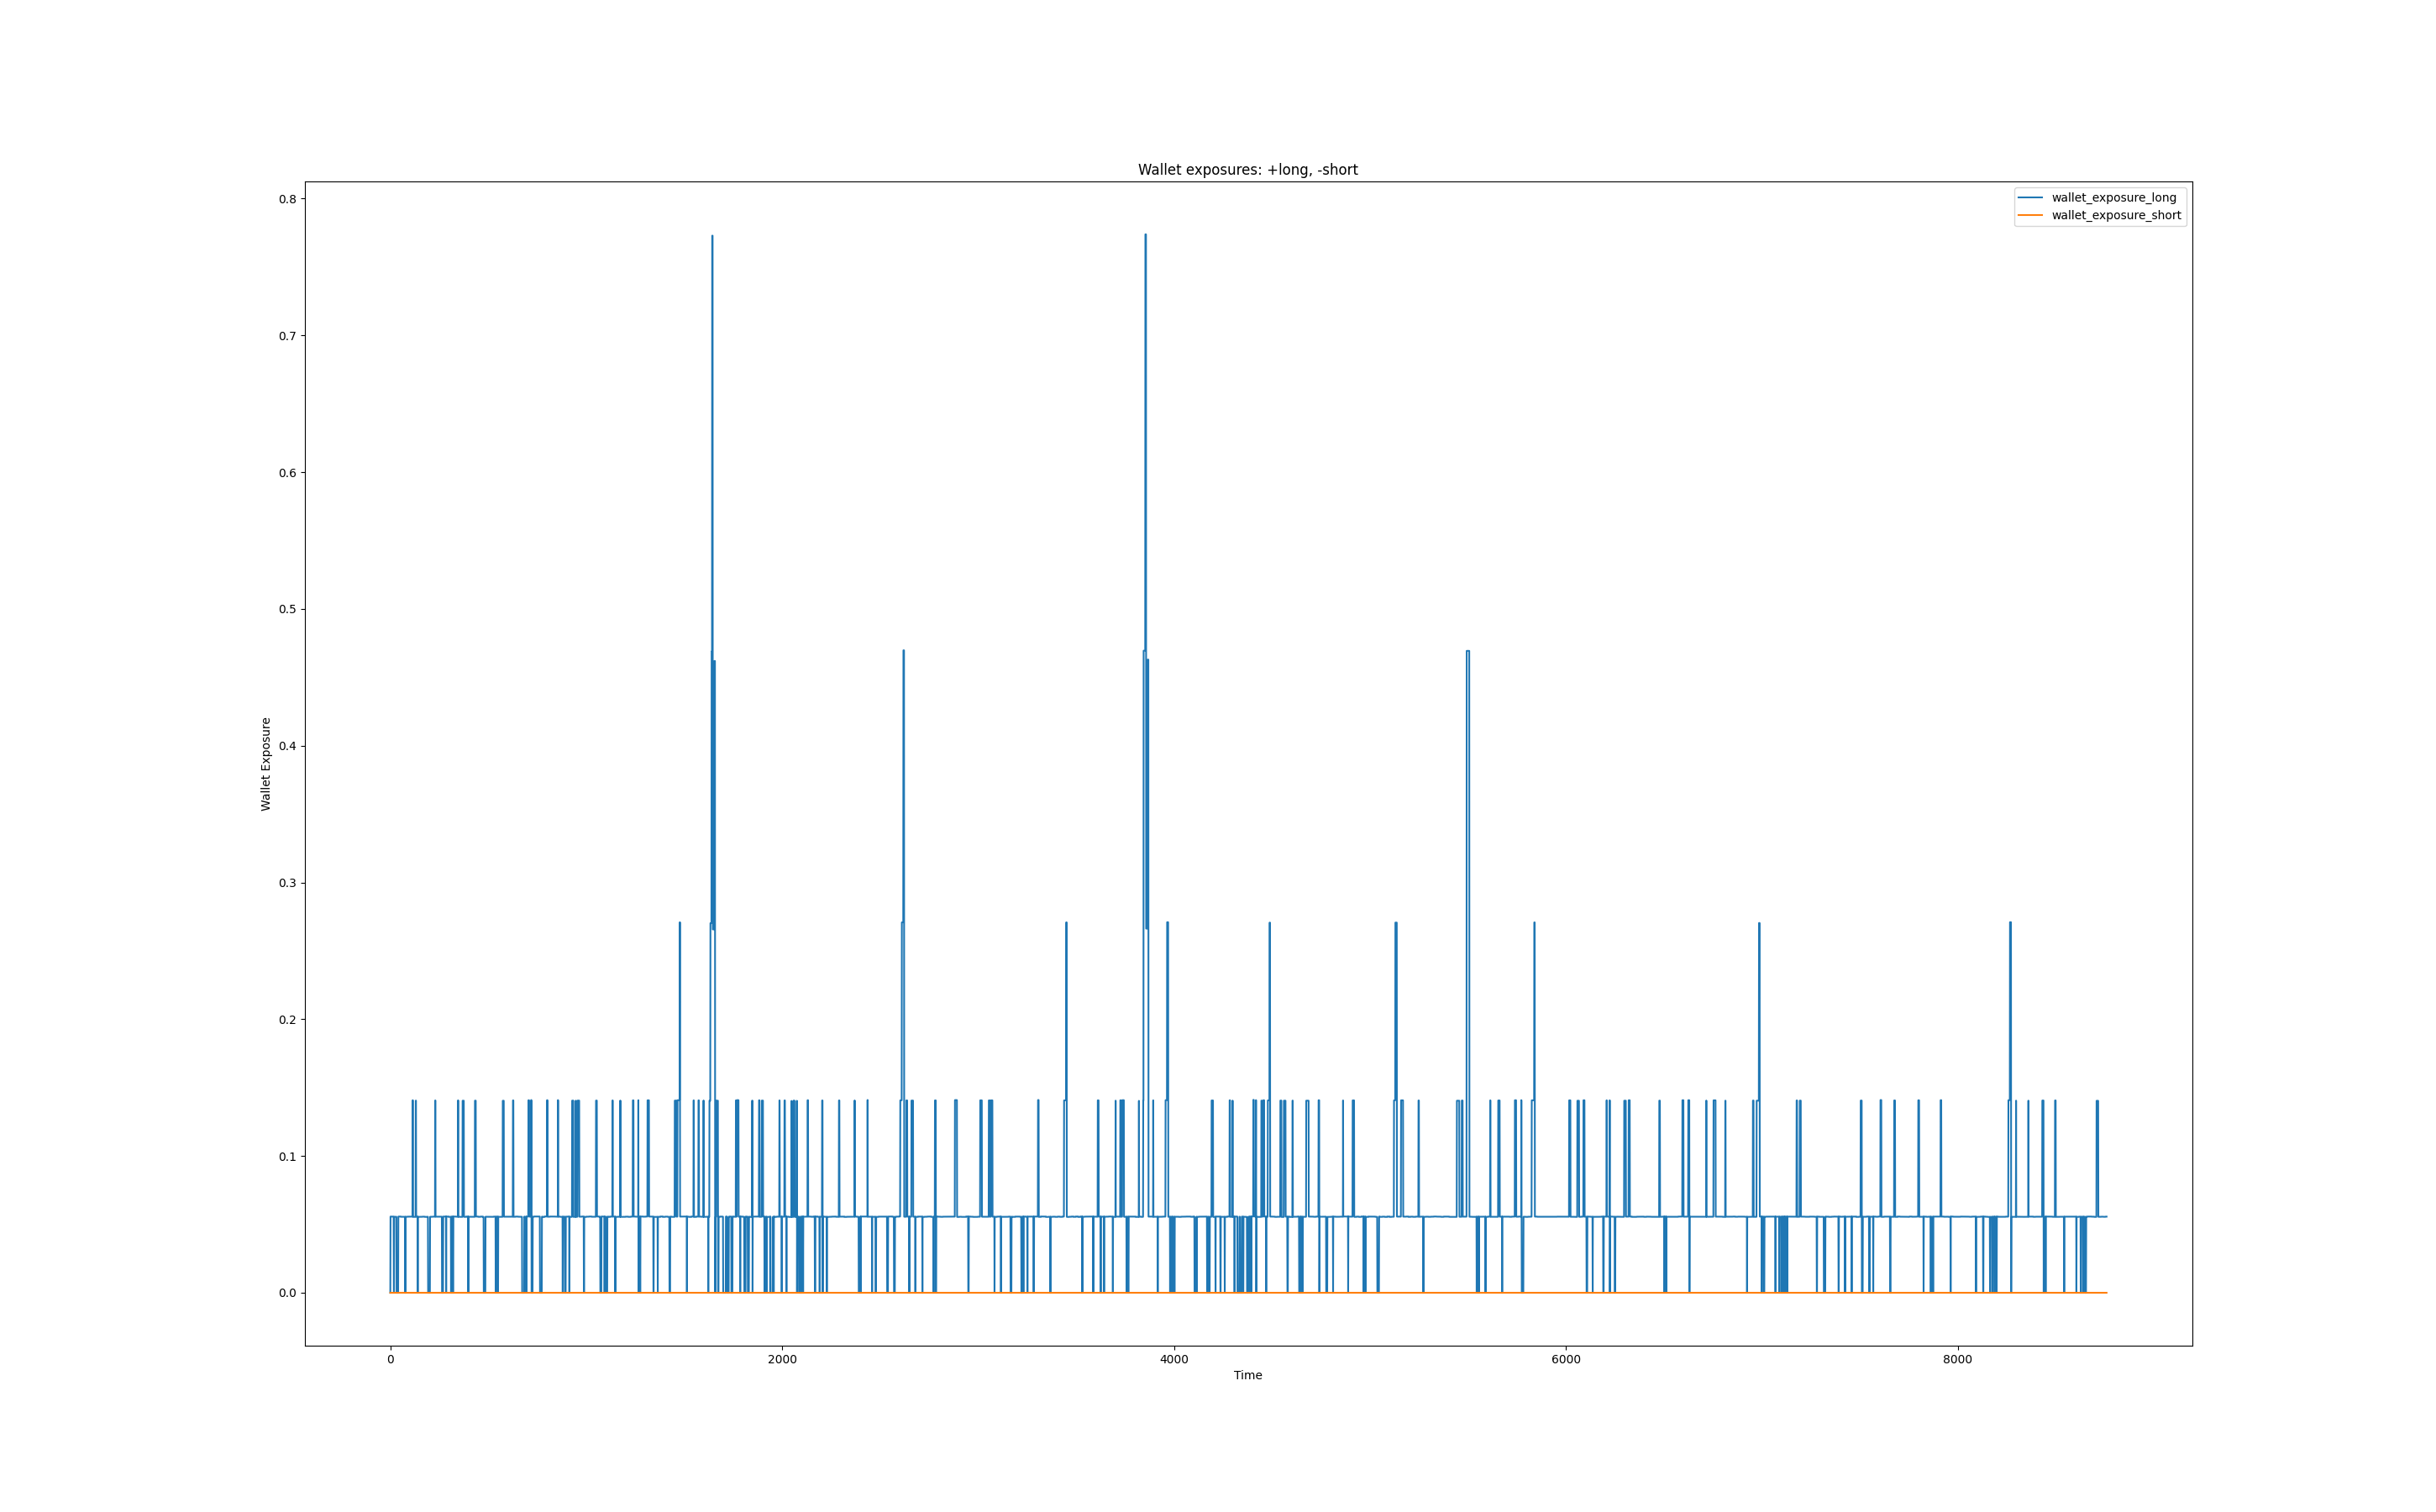 Wallet exposures: +long, -short
wallet_exposure_long
wallet_exposure_short
0.8
0.7
0.6
0.5
0.4
0.3
0.2
0.1
0.0
Wallet Exposure
0 2000 4000 6000 8000
Time